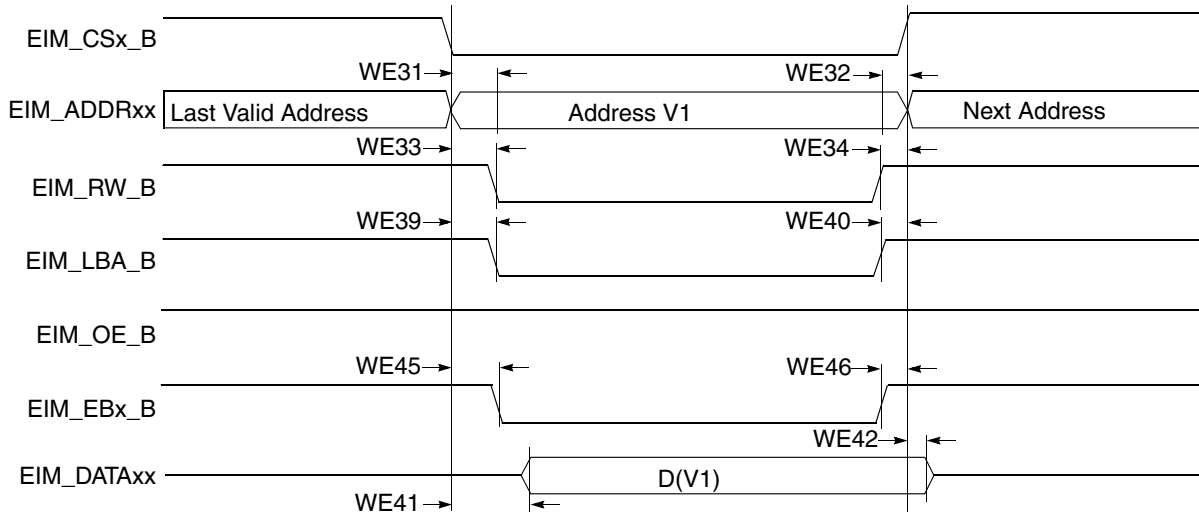 EIM_CSx_B
WE31
WE32
EIM_ADDRxx
Last Valid Address
Address V1
Next Address
WE33
WE34
EIM_RW_B
WE39
WE40
EIM_LBA_B
EIM_OE_B
WE45
WE46
EIM_EBx_B
WE42
EIM_DATAxx
D(V1)
WE41